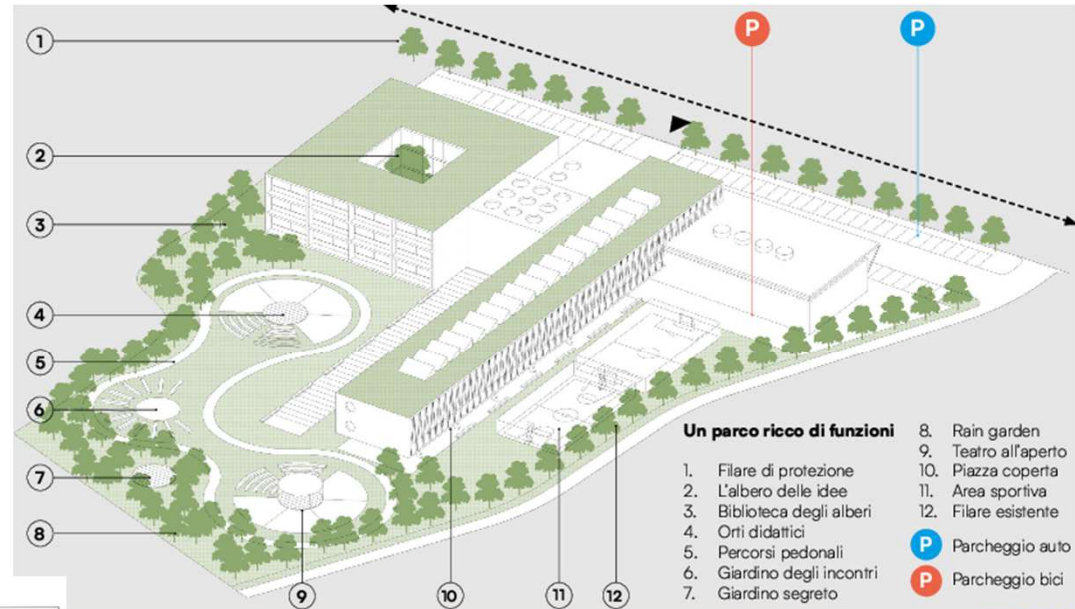 P
P
1
2
3
4
5
6
7
8
9
10
11
12
Un parco ricco di funzioni
1. Filare di protezione
2. L'albero delle idee
3. Biblioteca degli alberi
4. Orti didattici
5. Percorsi pedonali
6. Giardino degli incontri
7. Giardino segreto
8. Rain garden
9. Teatro all'aperto
10. Piazza coperta
11. Area sportiva
12. Filare esistente
P Parcheggio auto
P Parcheggio bici